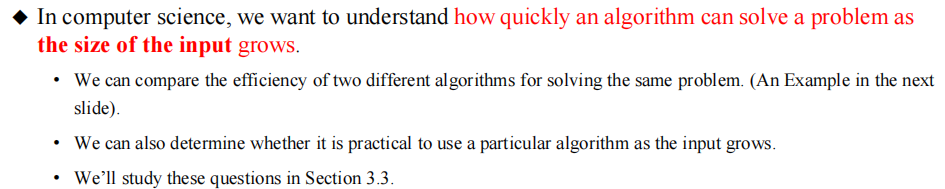 ◆ In computer science, we want to understand how quickly an algorithm can solve a problem as
the size of the input grows.
• We can compare the efficiency of two different algorithms for solving the same problem. (An Example in the next
slide).
• We can also determine whether it is practical to use a particular algorithm as the input grows.
• We’ll study these questions in Section 3.3.